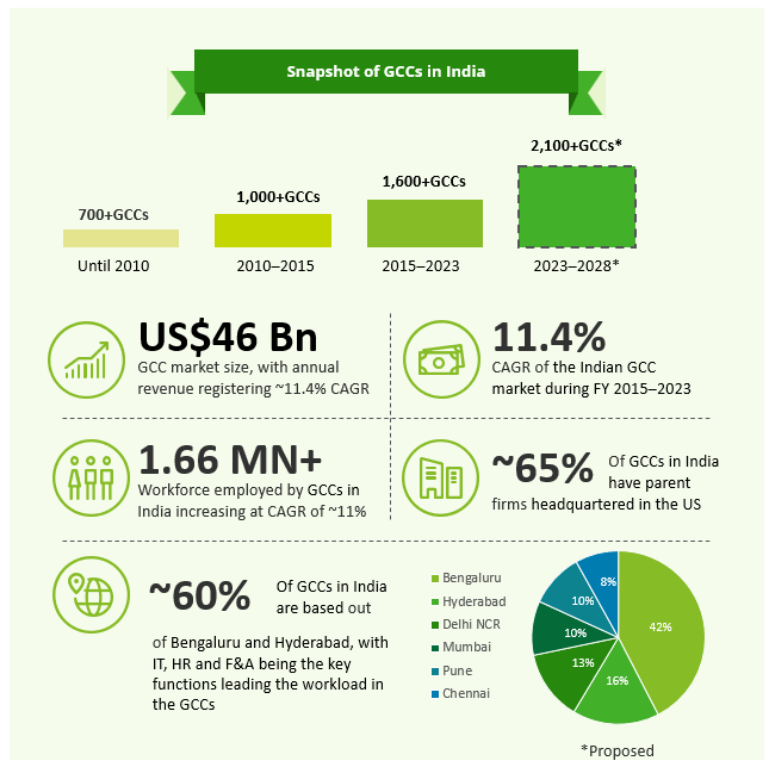 Snapshot of GCCs in India
2,100+GCCs*
1,600+GCCs
1,000+GCCs
700+GCCs
Until 2010
2010–2015
2015–2023
2023–2028*
US$46 Bn
GCC market size, with annual
revenue registering ~11.4% CAGR
11.4%
CAGR of the Indian GCC
market during FY 2015–2023
1.66 MN+
Workforce employed by GCCs in
India increasing at CAGR of ~11%
~65% Of GCCs in India
have parent
firms headquartered in the US
~60% Of GCCs in India
are based out
of Bengaluru and Hyderabad, with
IT, HR and F&A being the key
functions leading the workload in
the GCCs
Bengaluru
Hyderabad
Delhi NCR
Mumbai
Pune
Chennai
42%
16%
13%
10%
10%
8%
*Proposed